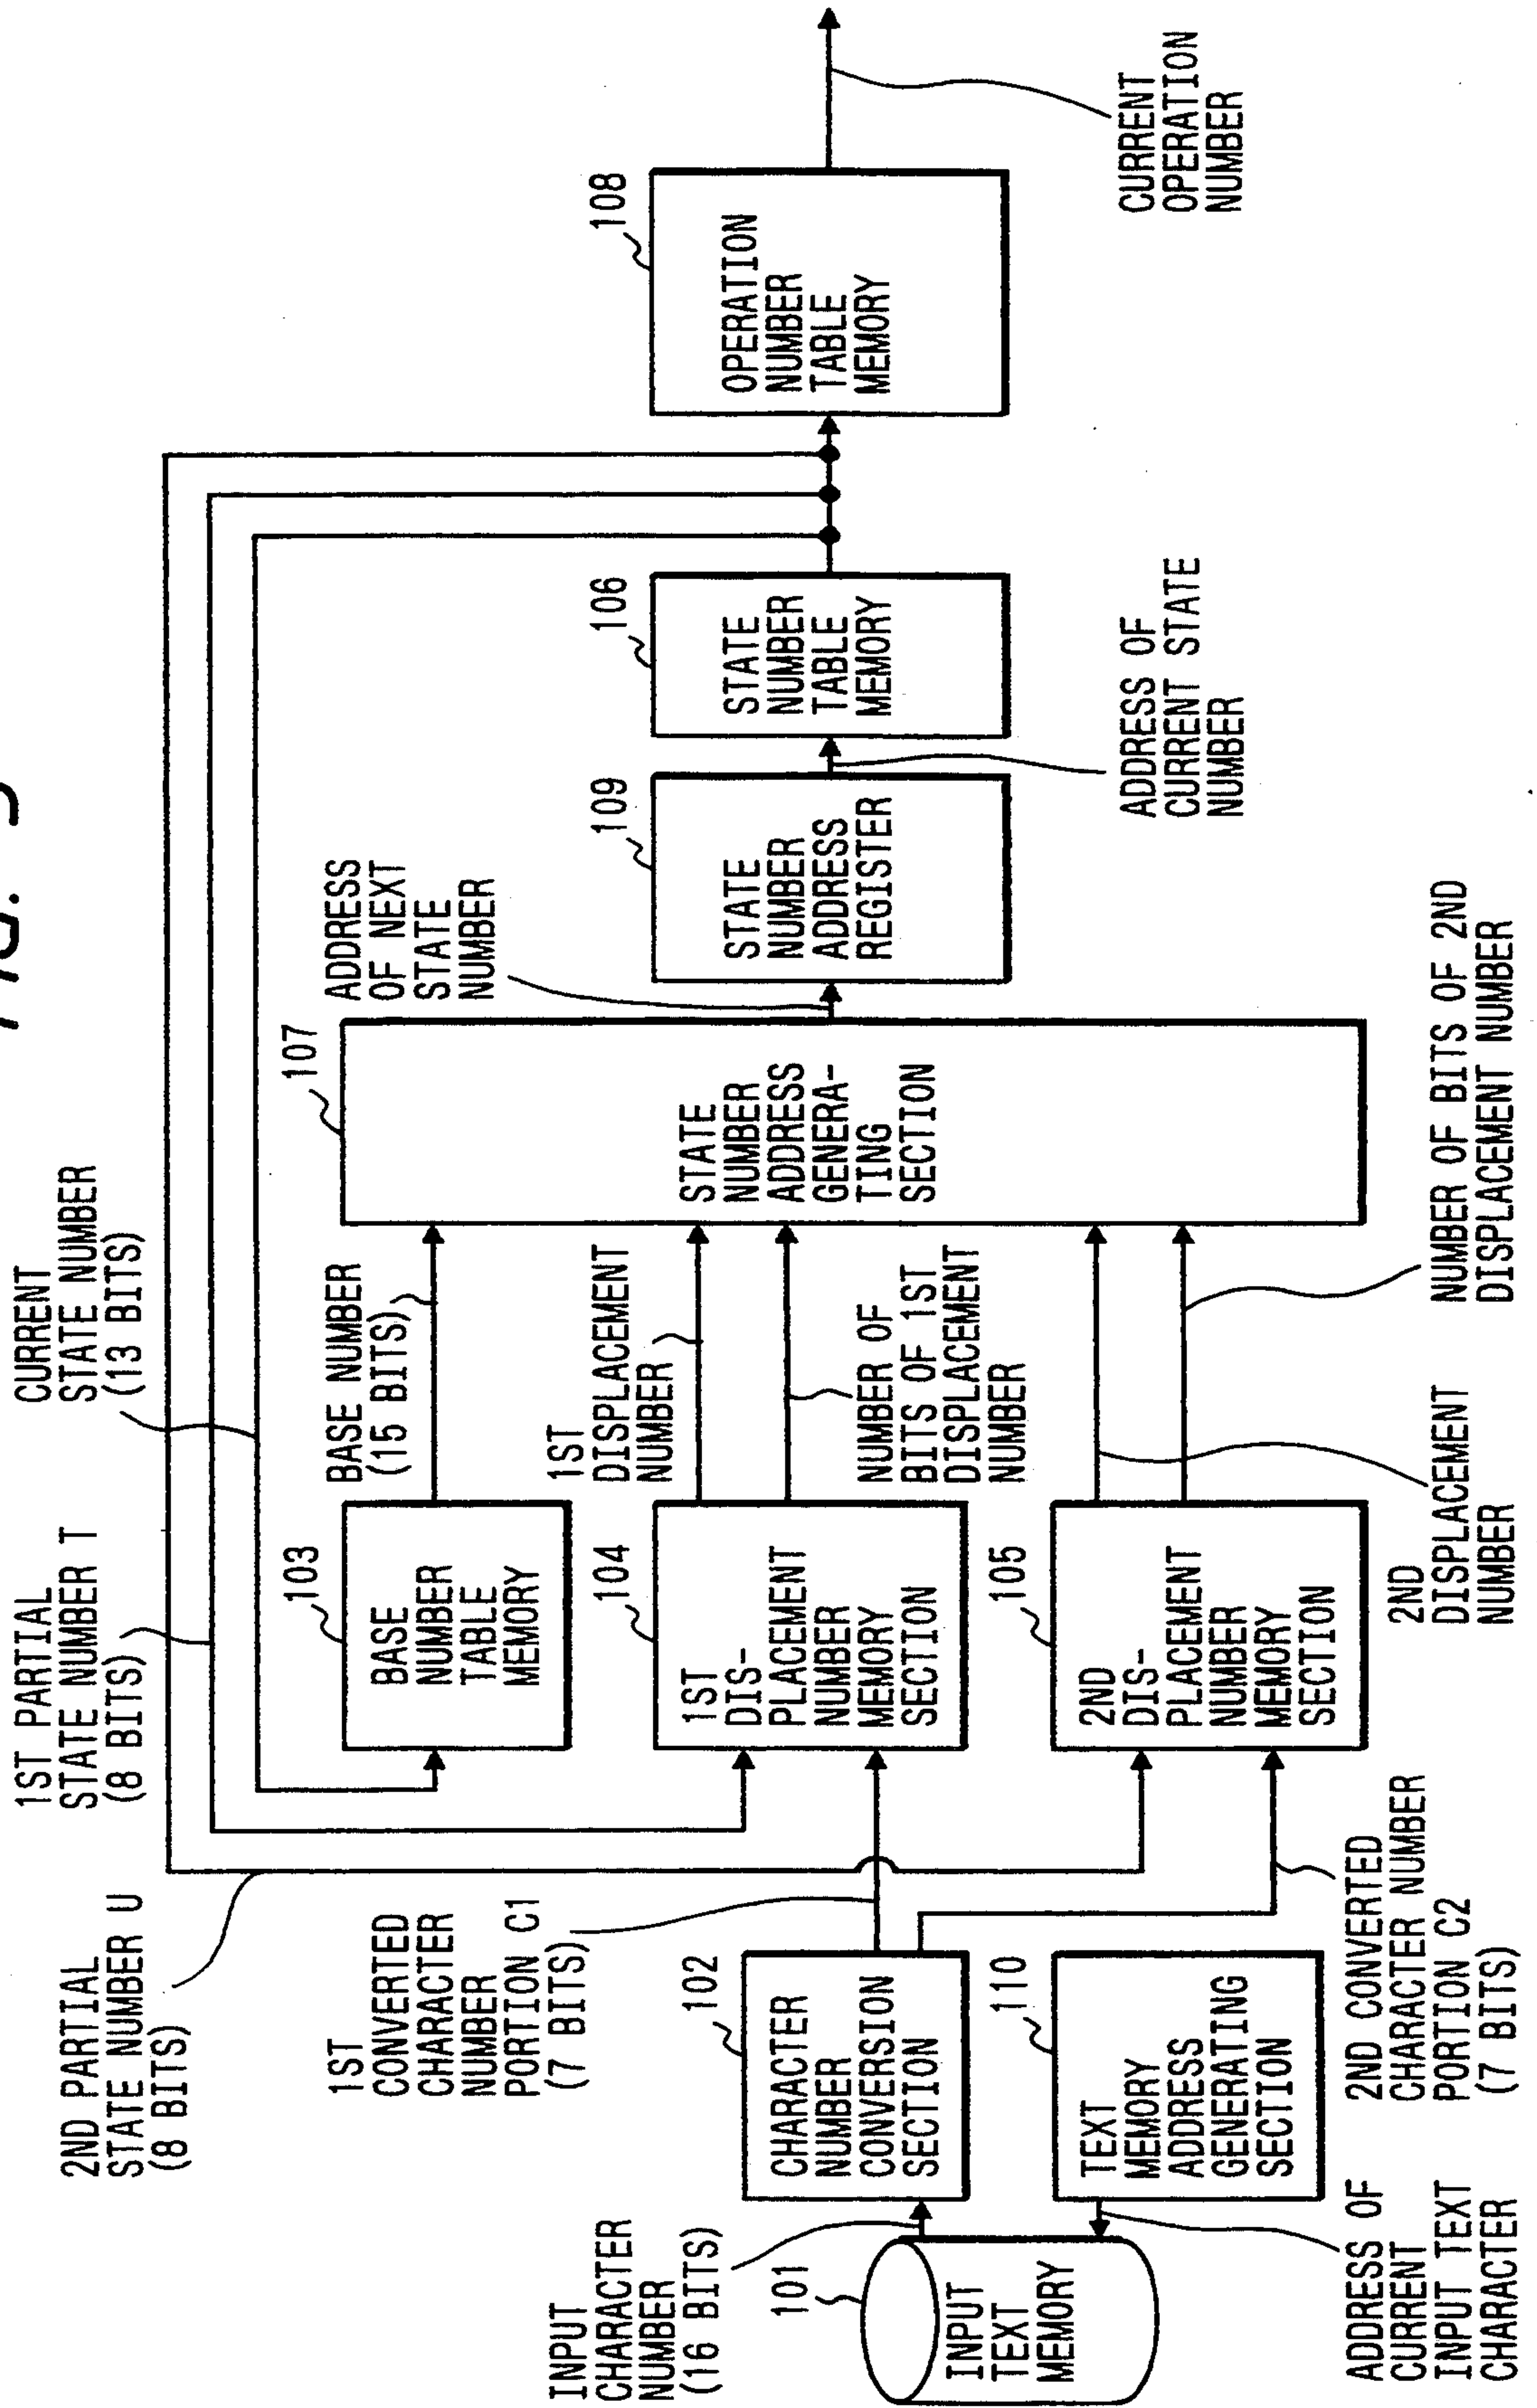 FIG.
2ND PARTIAL
STATE NUMBER U
(8 BITS)
1ST PARTIAL
STATE NUMBER T
(8 BITS)
CURRENT
STATE NUMBER
(13 BITS)
103
BASE
NUMBER
TABLE
MEMORY
BASE NUMBER
(15 BITS)
107
STATE
NUMBER
ADDRESS
GENERA-
TING
SECTION
ADDRESS
OF NEXT
STATE
NUMBER
1ST
CONVERTED
CHARACTER
NUMBER
PORTION C1
(7 BITS)
104
1ST
DIS-
PLACEMENT
NUMBER
MEMORY
SECTION
1ST
DISPLACEMENT
NUMBER
NUMBER OF
BITS OF 1ST
DISPLACEMENT
NUMBER
109
STATE
NUMBER
ADDRESS
REGISTER
106
STATE
NUMBER
TABLE
MEMORY
108
OPERATION
NUMBER
TABLE
MEMORY
INPUT
CHARACTER
NUMBER
(16 BITS)
101
INPUT
TEXT
MEMORY
102
CHARACTER
NUMBER
CONVERSION
SECTION
110
TEXT
MEMORY
ADDRESS
GENERATING
SECTION
105
2ND
DIS-
PLACEMENT
NUMBER
MEMORY
SECTION
ADDRESS OF
CURRENT STATE
NUMBER
CURRENT
OPERATION
NUMBER
ADDRESS OF
CURRENT
INPUT TEXT
CHARACTER
2ND CONVERTED
CHARACTER NUMBER
PORTION C2
(7 BITS)
2ND
DISPLACEMENT
NUMBER
NUMBER OF BITS OF 2ND
DISPLACEMENT NUMBER